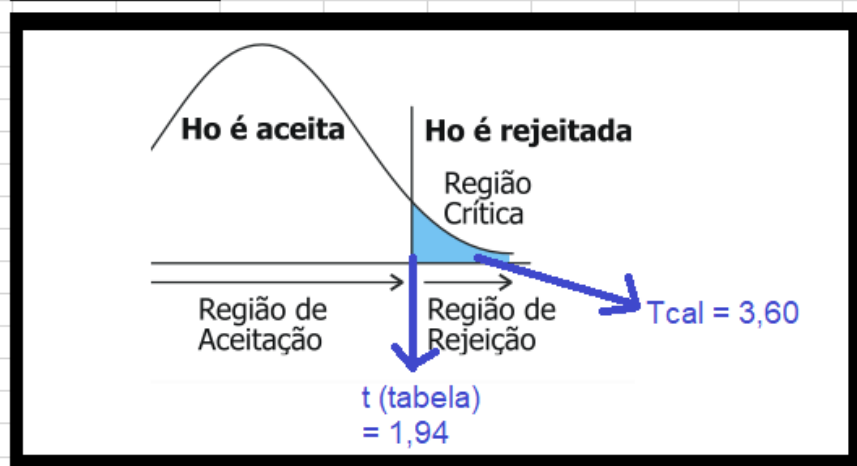 Ho é aceita
Ho é rejeitada
Região
Crítica
Região de
Aceitação
Região de
Rejeição
Tcal = 3,60
t (tabela)
= 1,94